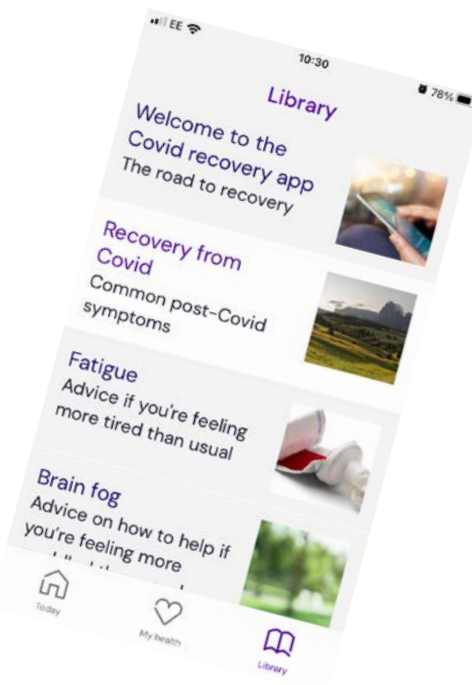 EE
10:30
78%
Library
Welcome to the
Covid recovery app
The road to recovery
Recovery from
Covid
Common post-Covid
symptoms
Fatigue
Advice if you're feeling
more tired than usual
Brain fog
Advice on how to help if
you're feeling more
Today
My health
Library